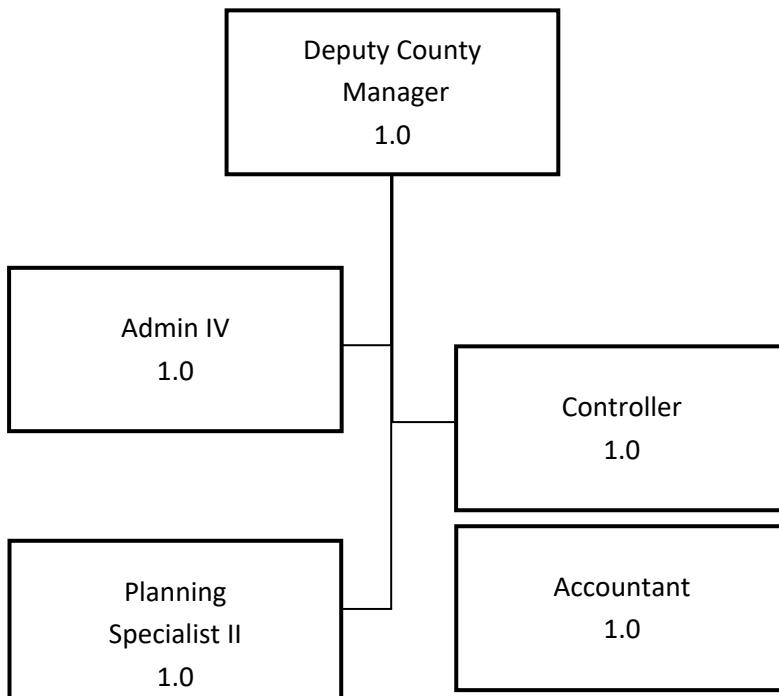 Deputy County
Manager
1.0
Admin IV
1.0
Controller
1.0
Planning
Specialist II
1.0
Accountant
1.0